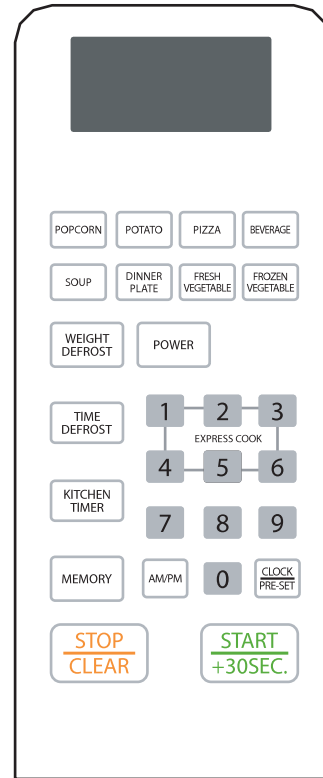 POPCORN POTATO PIZZA BEVERAGE
SOUP DINNER PLATE FRESH VEGETABLE FROZEN VEGETABLE
WEIGHT DEFROST POWER
TIME DEFROST
1 2 3
EXPRESS COOK
4 5 6
KITCHEN TIMER
7 8 9
MEMORY AM/PM 0 CLOCK PRE-SET
STOP CLEAR START +30SEC.